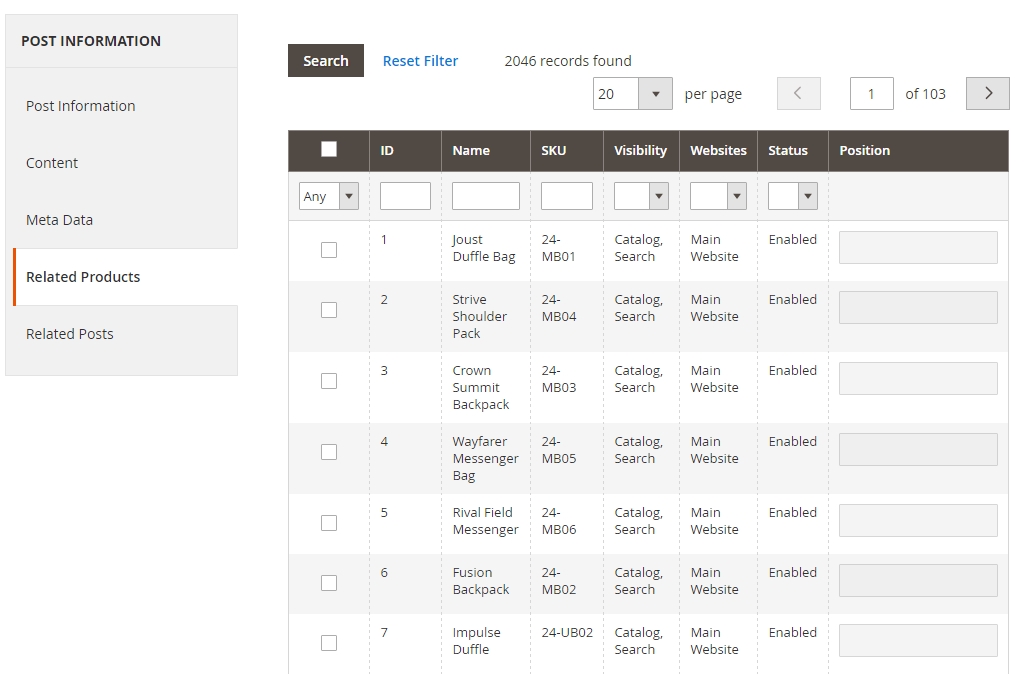 POST INFORMATION
Post Information
Content
Meta Data
Related Products
Related Posts
Search Reset Filter 2046 records found
20 per page 1 of 103
ID Name SKU Visibility Websites Status Position
Any
1 Joust 24- Catalog, Main Enabled
Duffle Bag MB01 Search Website
2 Strive 24- Catalog, Main Enabled
Shoulder MB04 Search Website
Pack
3 Crown 24- Catalog, Main Enabled
Summit MB03 Search Website
Backpack
4 Wayfarer 24- Catalog, Main Enabled
Messenger MB05 Search Website
Bag
5 Rival Field 24- Catalog, Main Enabled
Messenger MB06 Search Website
6 Fusion 24- Catalog, Main Enabled
Backpack MB02 Search Website
7 Impulse 24-UB02 Catalog, Main Enabled
Duffle Search Website